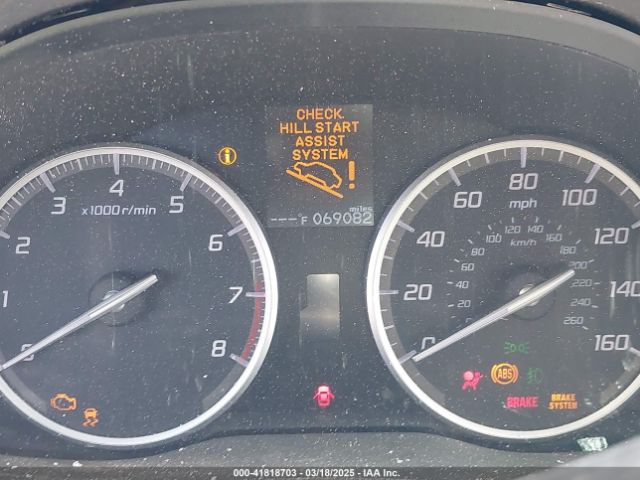 CHECK
HILL START
ASSIST
SYSTEM
!
miles
---F 069082
i
0
1
2
3
4
5
6
7
8
x1000r/min
0
20
40
60
80
100
120
140
160
mph
0
20
40
60
80
100
120
140
160
180
200
220
240
260
km/h
ABS
BRAKE
BRAKE
SYSTEM
000-41818703 — 03/18/2025 — IAA Inc.